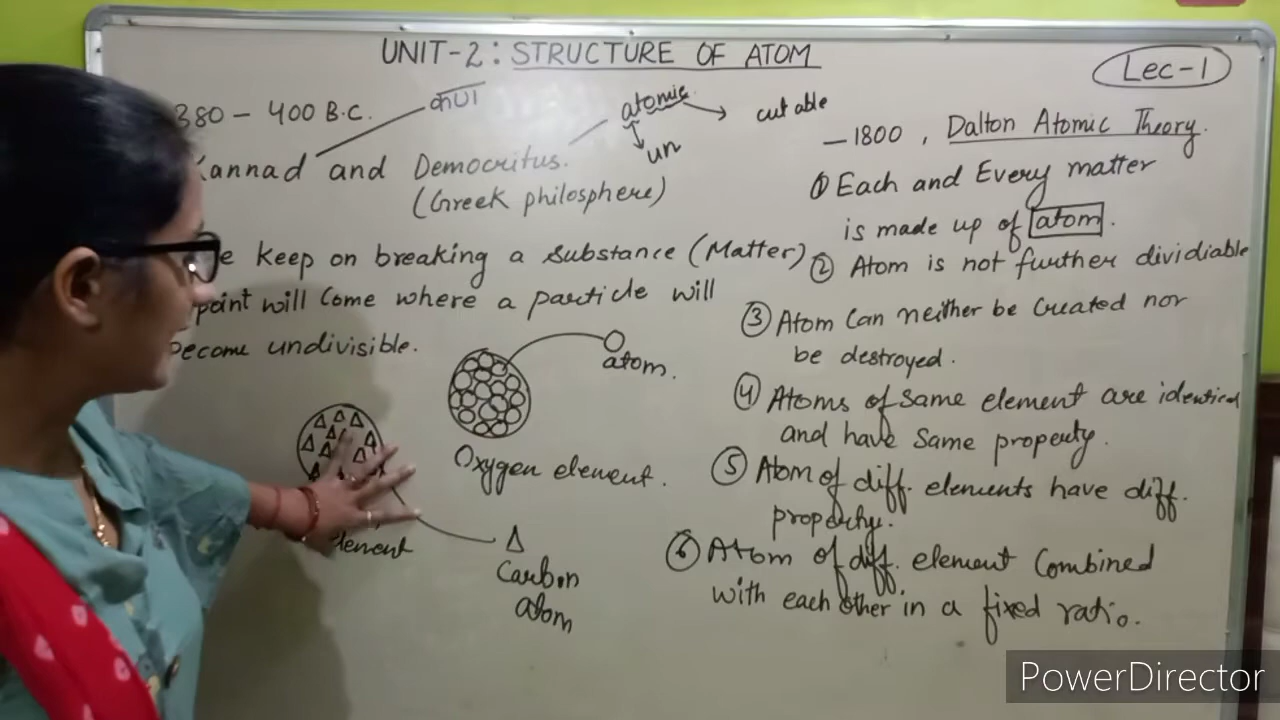 UNIT-2: STRUCTURE OF ATOM
Lec-1
380 - 400 B.C.
कण
Kannad and Democritus.
(Greek philosphere)
atomic
cut able
un
e keep on breaking a substance (Matter)
point will come where a particle will
become undivisible.
atom.
Oxygen element.
element
Carbon
atom
- 1800 , Dalton Atomic Theory.
① Each and Every matter
is made up of atom.
② Atom is not further dividiable
③ Atom can neither be created nor
be destroyed.
④ Atoms of same element are identical
and have same property.
⑤ Atom of diff. elements have diff.
property.
⑥ Atom of diff. element combined
with each other in a fixed ratio.
PowerDirector